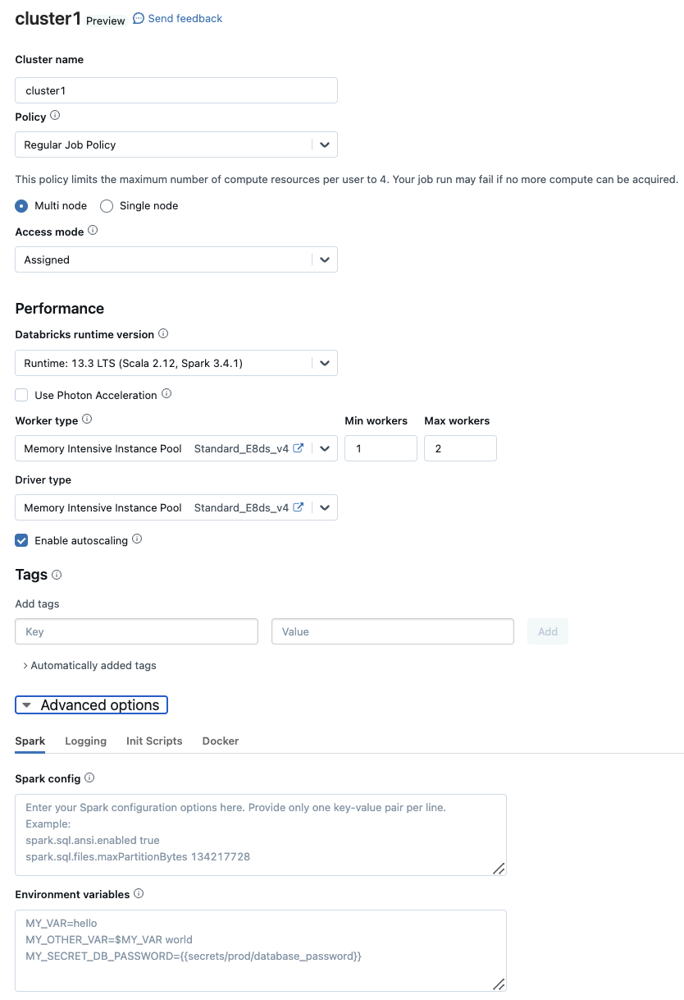 cluster1 Preview Send feedback
Cluster name
cluster1
Policy
Regular Job Policy
This policy limits the maximum number of compute resources per user to 4. Your job run may fail if no more compute can be acquired.
Multi node Single node
Access mode
Assigned
Performance
Databricks runtime version
Runtime: 13.3 LTS (Scala 2.12, Spark 3.4.1)
Use Photon Acceleration
Worker type Min workers Max workers
Memory Intensive Instance Pool Standard_E8ds_v4 1 2
Driver type
Memory Intensive Instance Pool Standard_E8ds_v4
Enable autoscaling
Tags
Add tags
Key Value Add
Automatically added tags
Advanced options
Spark Logging Init Scripts Docker
Spark config
Enter your Spark configuration options here. Provide only one key-value pair per line.
Example:
spark.sql.ansi.enabled true
spark.sql.files.maxPartitionBytes 134217728
Environment variables
MY_VAR=hello
MY_OTHER_VAR=$MY_VAR world
MY_SECRET_DB_PASSWORD={{secrets/prod/database_password}}